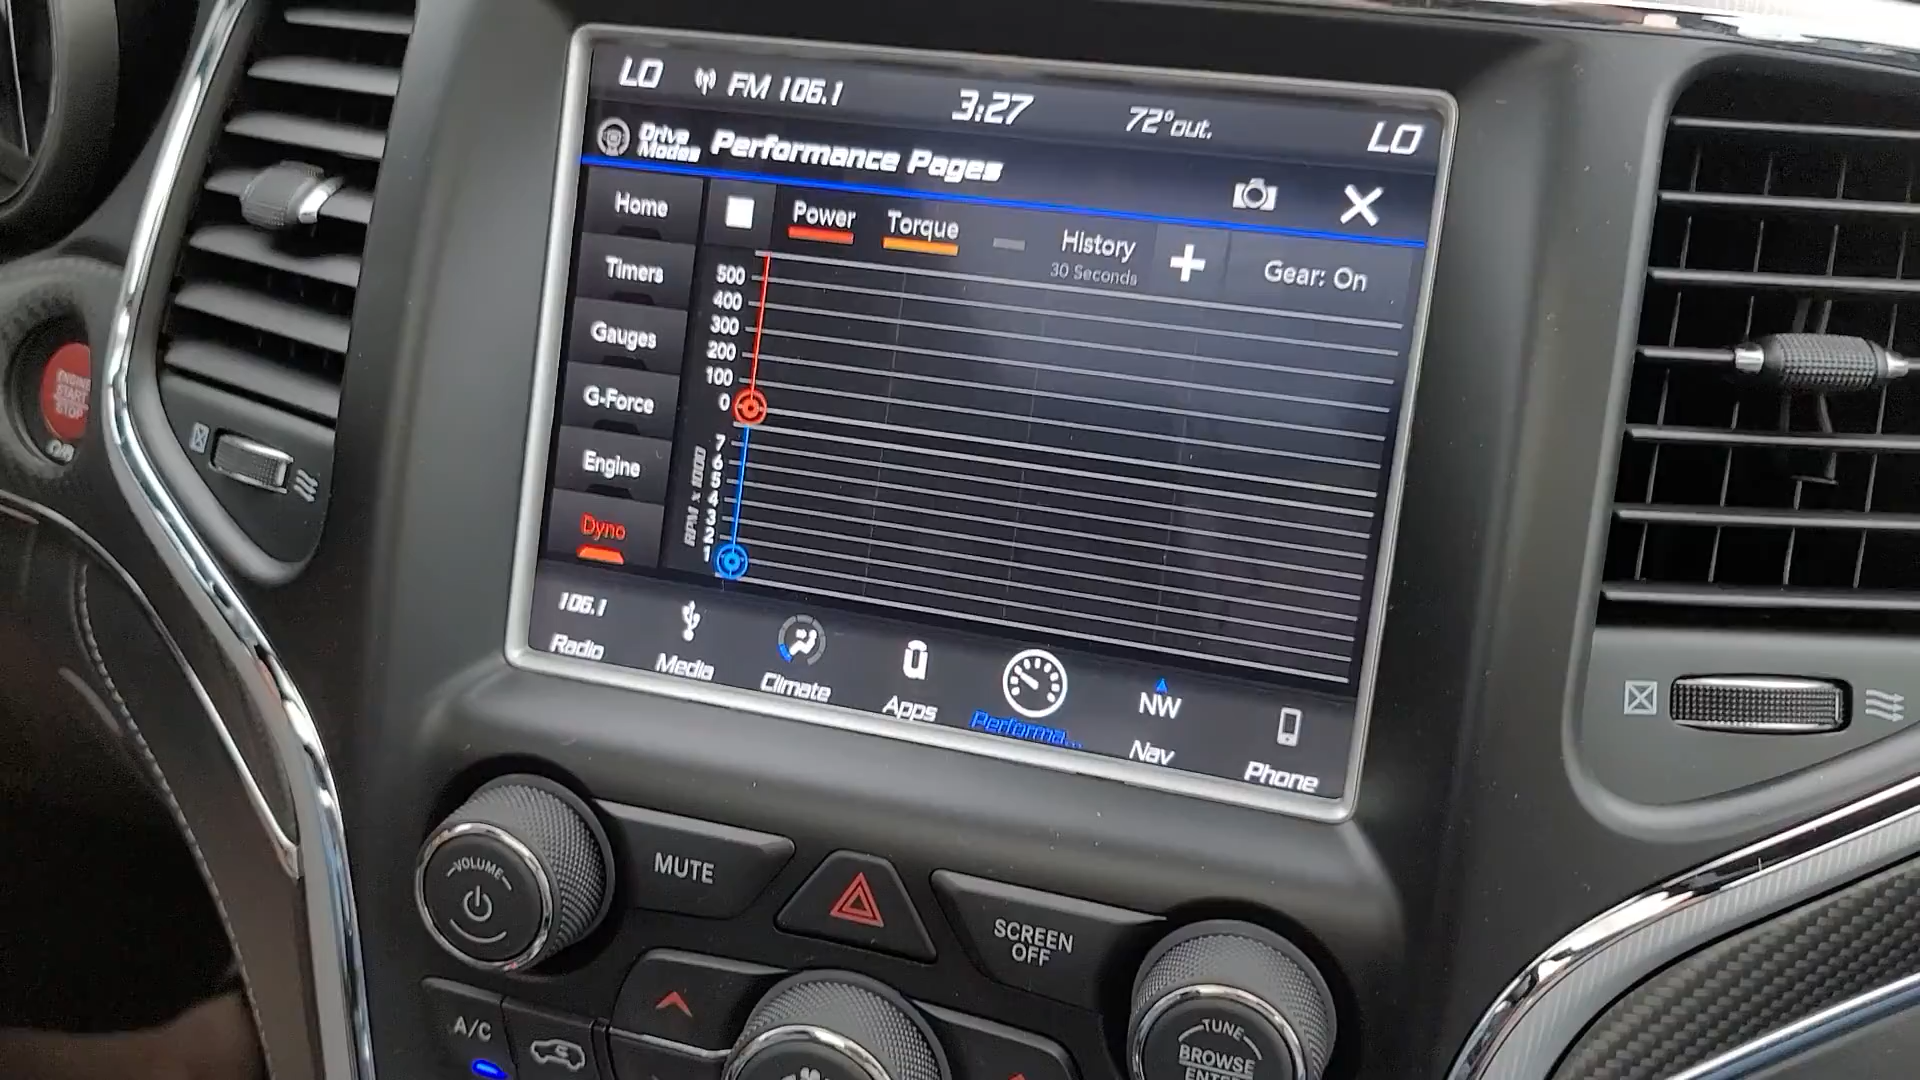 LO FM 106.1 3:27 72°out. LO
Drive Modes Performance Pages
Home
Timers
Gauges
G-Force
Engine
Dyno
Power Torque History + Gear: On
30 Seconds
500
400
300
200
100
0
7
6
5
4
3
2
1
RPM x 1000
106.1 NW
Radio Media Climate Apps Performa... Nav Phone
ENGINE
START
STOP
VOLUME
MUTE
SCREEN
OFF
A/C
TUNE
BROWSE